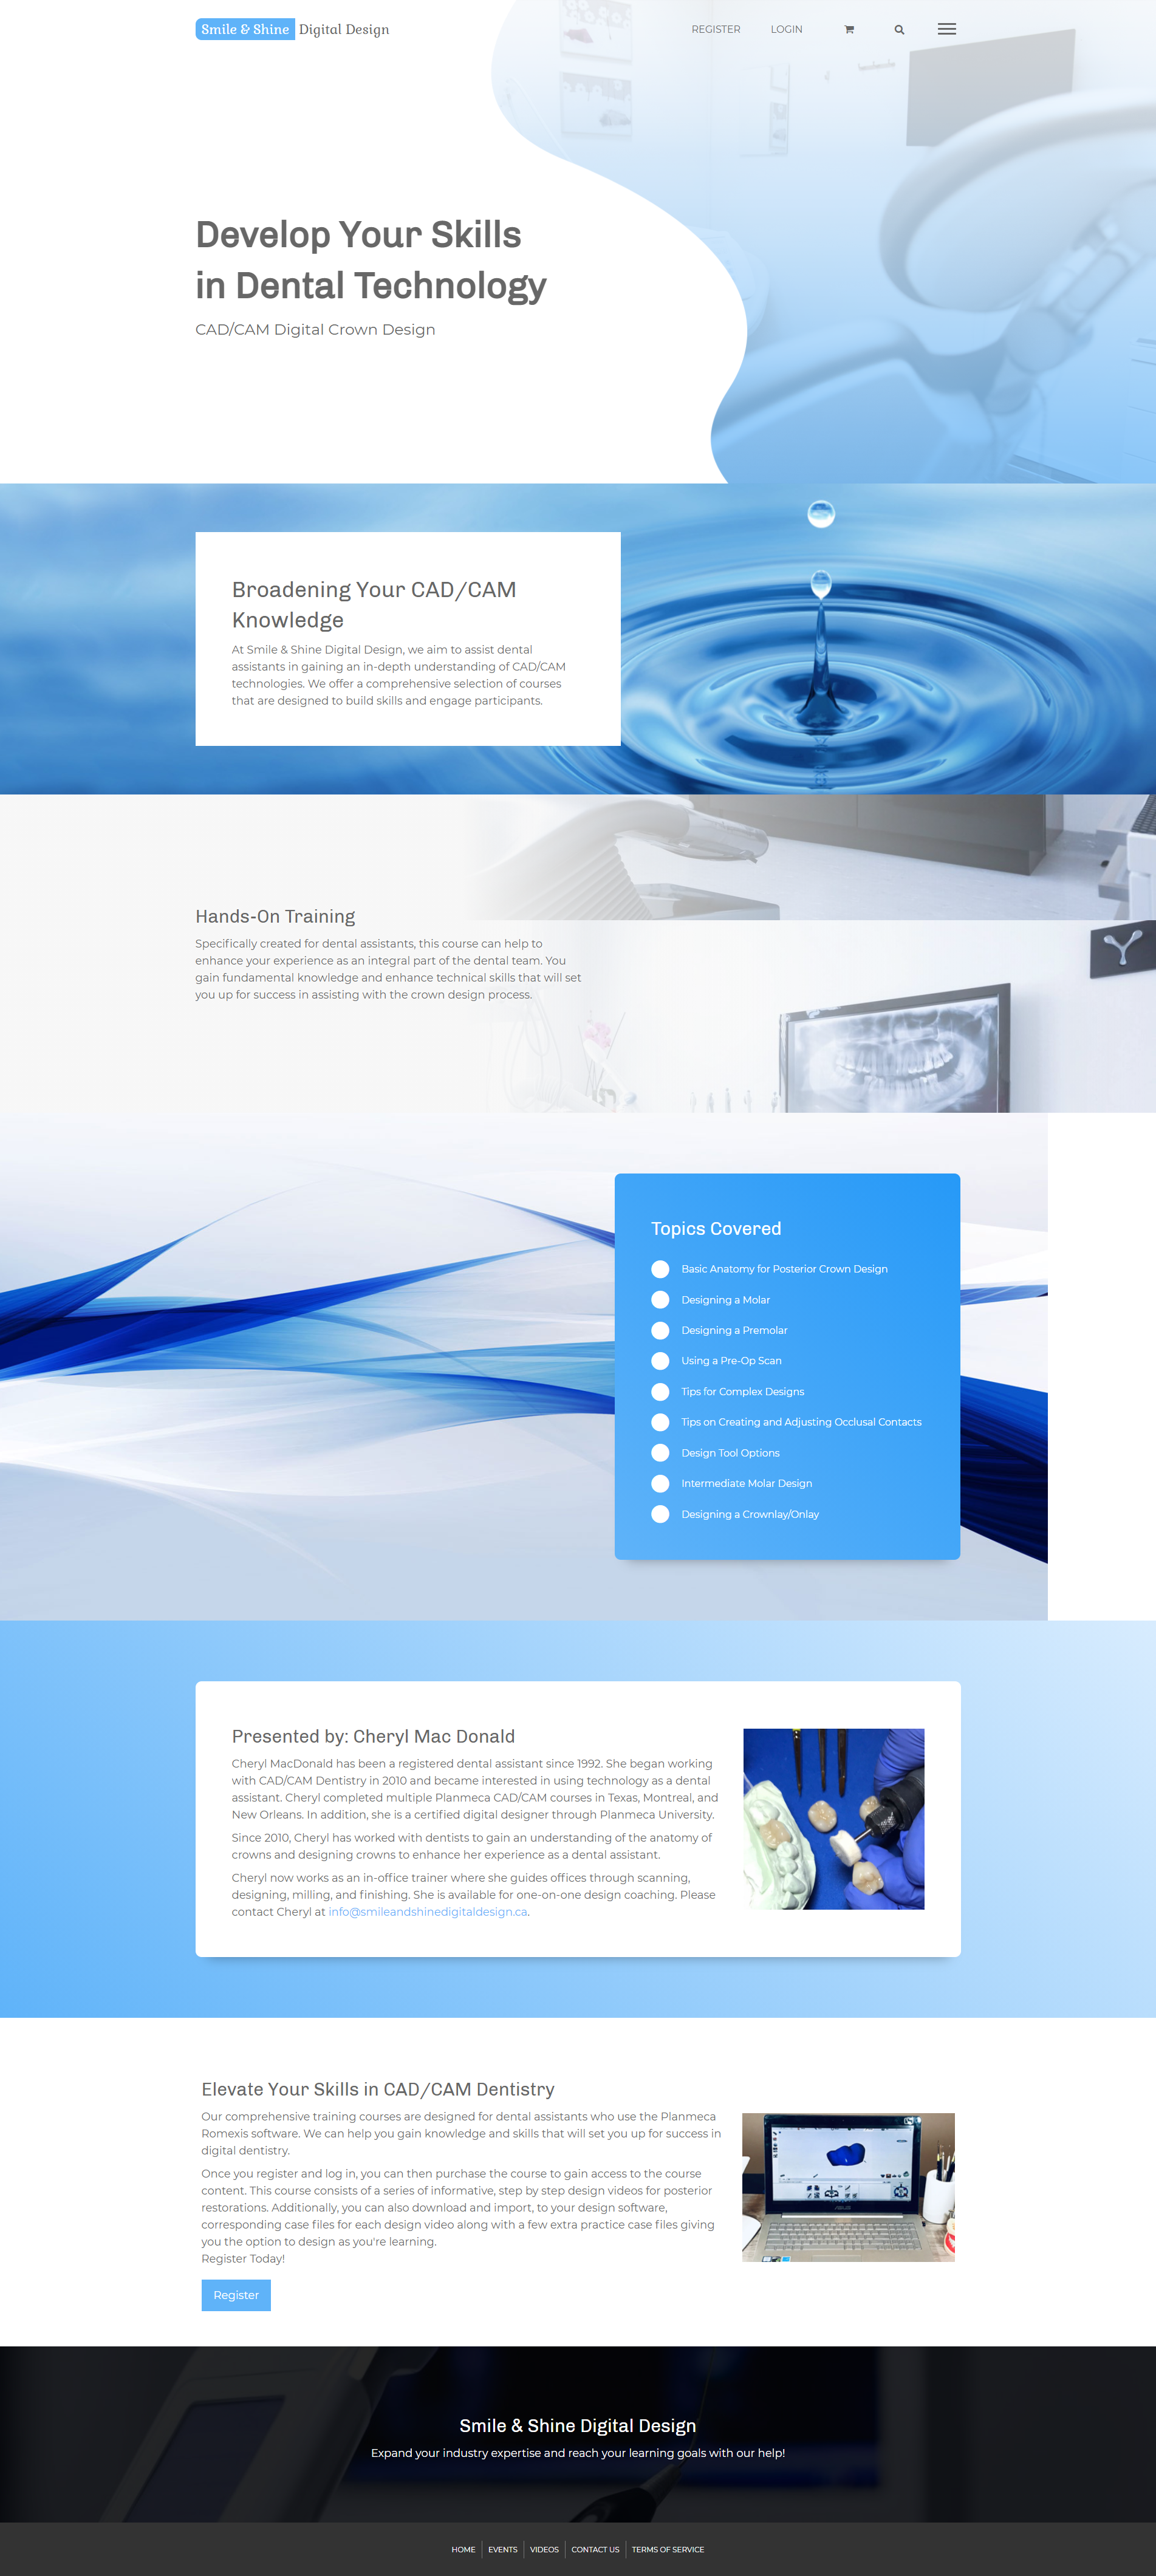 Smile & Shine Digital Design
REGISTER
LOGIN
Develop Your Skills
in Dental Technology
CAD/CAM Digital Crown Design
Broadening Your CAD/CAM
Knowledge
At Smile & Shine Digital Design, we aim to assist dental
assistants in gaining an in-depth understanding of CAD/CAM
technologies. We offer a comprehensive selection of courses
that are designed to build skills and engage participants.
Hands-On Training
Specifically created for dental assistants, this course can help to
enhance your experience as an integral part of the dental team. You
gain fundamental knowledge and enhance technical skills that will set
you up for success in assisting with the crown design process.
Topics Covered
Basic Anatomy for Posterior Crown Design
Designing a Molar
Designing a Premolar
Using a Pre-Op Scan
Tips for Complex Designs
Tips on Creating and Adjusting Occlusal Contacts
Design Tool Options
Intermediate Molar Design
Designing a Crownlay/Onlay
Presented by: Cheryl Mac Donald
Cheryl MacDonald has been a registered dental assistant since 1992. She began working
with CAD/CAM Dentistry in 2010 and became interested in using technology as a dental
assistant. Cheryl completed multiple Planmeca CAD/CAM courses in Texas, Montreal, and
New Orleans. In addition, she is a certified digital designer through Planmeca University.
Since 2010, Cheryl has worked with dentists to gain an understanding of the anatomy of
crowns and designing crowns to enhance her experience as a dental assistant.
Cheryl now works as an in-office trainer where she guides offices through scanning,
designing, milling, and finishing. She is available for one-on-one design coaching. Please
contact Cheryl at info@smileandshinedigitaldesign.ca.
Elevate Your Skills in CAD/CAM Dentistry
Our comprehensive training courses are designed for dental assistants who use the Planmeca
Romexis software. We can help you gain knowledge and skills that will set you up for success in
digital dentistry.
Once you register and log in, you can then purchase the course to gain access to the course
content. This course consists of a series of informative, step by step design videos for posterior
restorations. Additionally, you can also download and import, to your design software,
corresponding case files for each design video along with a few extra practice case files giving
you the option to design as you're learning.
Register Today!
Register
Smile & Shine Digital Design
Expand your industry expertise and reach your learning goals with our help!
HOME
EVENTS
VIDEOS
CONTACT US
TERMS OF SERVICE